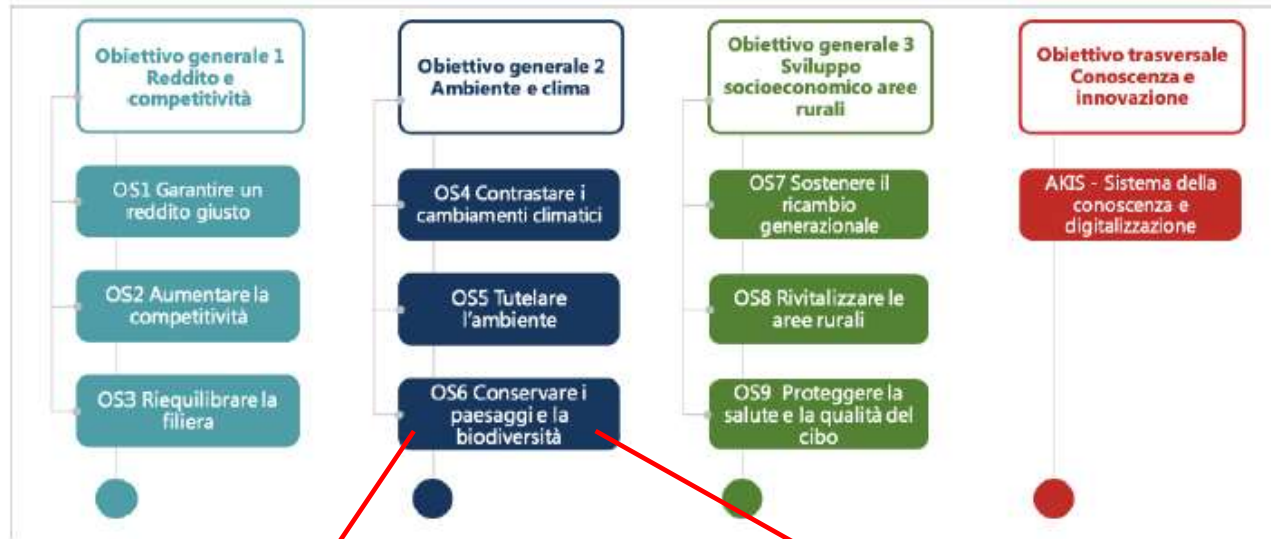 Obiettivo generale 1
Reddito e
competitività
OS1 Garantire un
reddito giusto
OS2 Aumentare la
competitività
OS3 Riequilibrare la
filiera
Obiettivo generale 2
Ambiente e clima
OS4 Contrastare i
cambiamenti climatici
OS5 Tutelare
l'ambiente
OS6 Conservare i
paesaggi e la
biodiversità
Obiettivo generale 3
Sviluppo
socioeconomico aree
rurali
OS7 Sostenere il
ricambio
generazionale
OS8 Rivitalizzare le
aree rurali
OS9 Proteggere la
salute e la qualità del
cibo
Obiettivo trasversale
Conoscenza e
innovazione
AKIS - Sistema della
conoscenza e
digitalizzazione